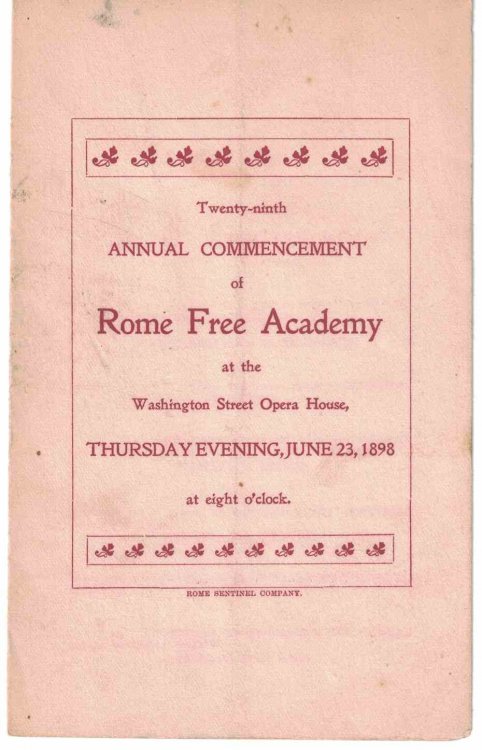 Twenty-ninth
ANNUAL COMMENCEMENT
of
Rome Free Academy
at the
Washington Street Opera House,
THURSDAY EVENING, JUNE 23, 1898
at eight o'clock.
ROME SENTINEL COMPANY.